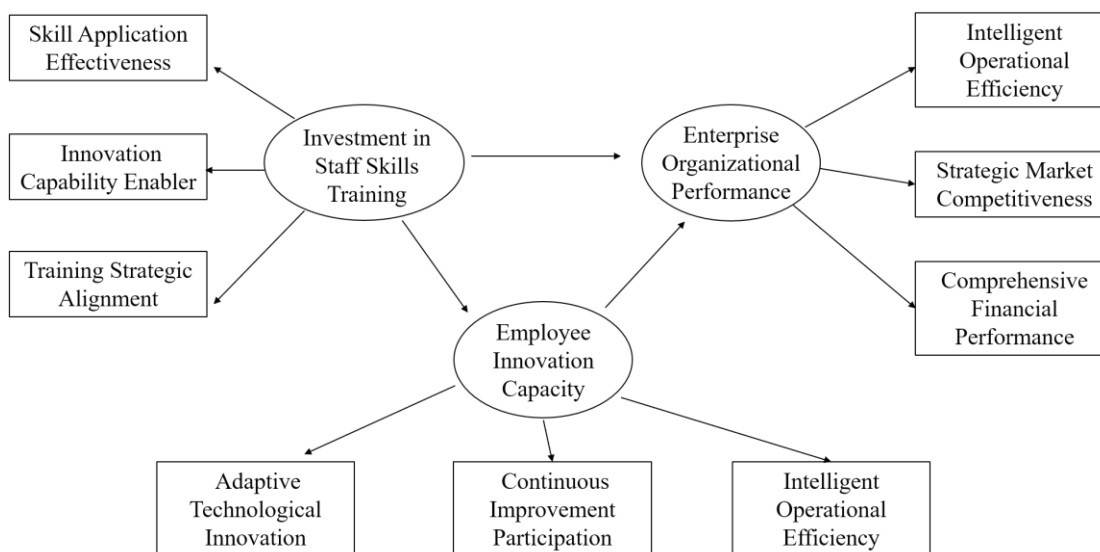 Skill Application
Effectiveness
Innovation
Capability Enabler
Training Strategic
Alignment
Investment in
Staff Skills
Training
Enterprise
Organizational
Performance
Intelligent
Operational
Efficiency
Strategic Market
Competitiveness
Comprehensive
Financial
Performance
Employee
Innovation
Capacity
Adaptive
Technological
Innovation
Continuous
Improvement
Participation
Intelligent
Operational
Efficiency